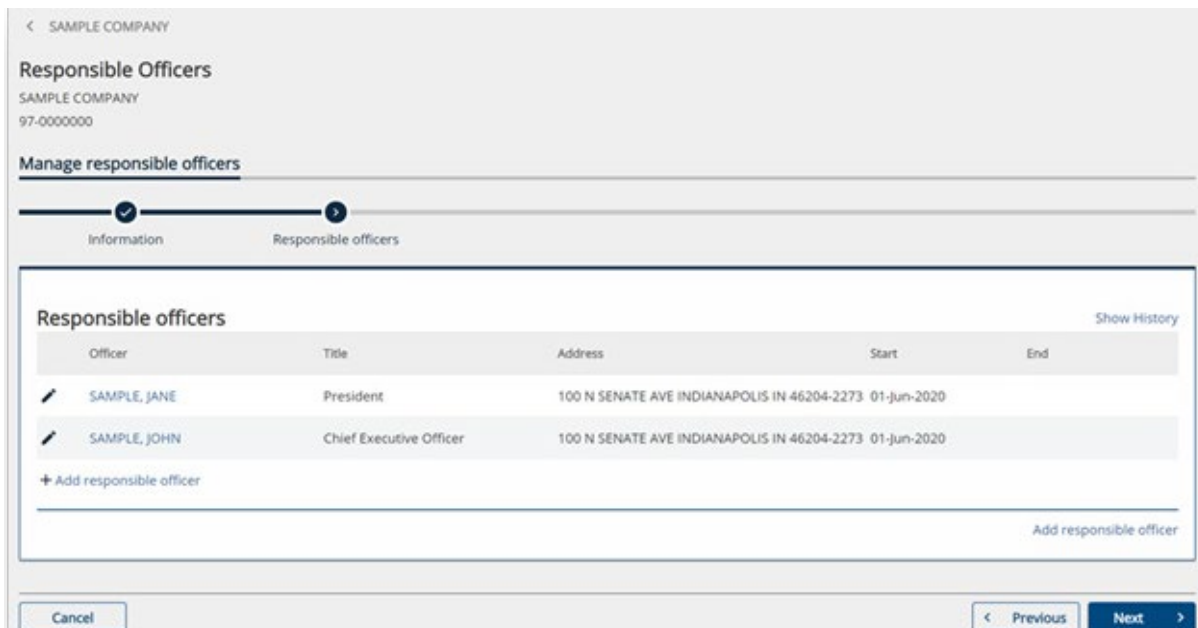 SAMPLE COMPANY
Responsible Officers
SAMPLE COMPANY
97-0000000
Manage responsible officers
Information Responsible officers
Responsible officers Show History
Officer Title Address Start End
SAMPLE, JANE President 100 N SENATE AVE INDIANAPOLIS IN 46204-2273 01-Jun-2020
SAMPLE, JOHN Chief Executive Officer 100 N SENATE AVE INDIANAPOLIS IN 46204-2273 01-Jun-2020
+ Add responsible officer
Add responsible officer
Cancel < Previous Next >